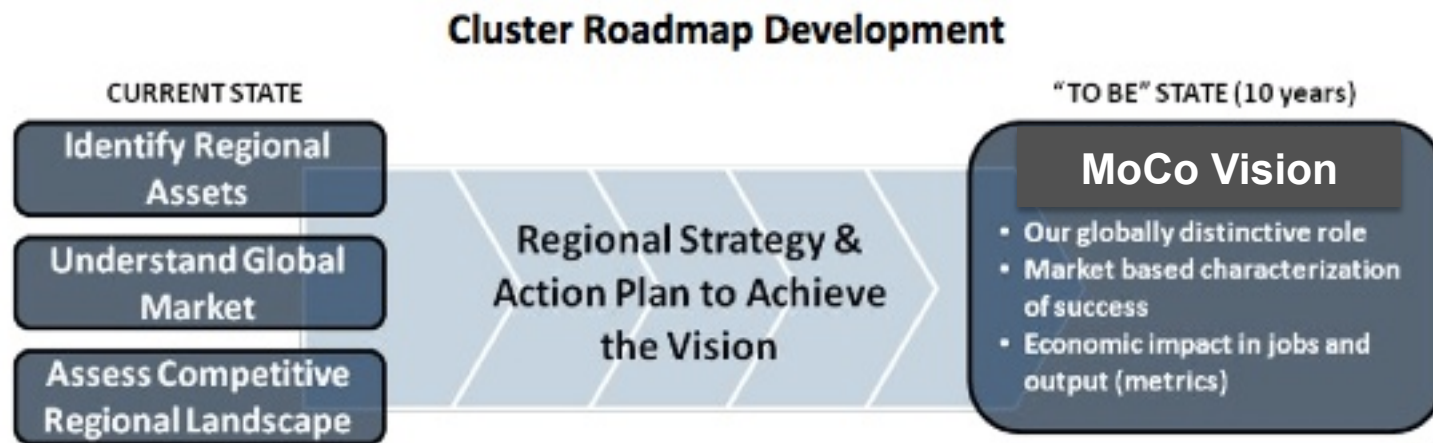 Cluster Roadmap Development
CURRENT STATE
Identify Regional
Assets
Understand Global
Market
Assess Competitive
Regional Landscape
Regional Strategy &
Action Plan to Achieve
the Vision
"TO BE" STATE (10 years)
MoCo Vision
• Our globally distinctive role
• Market based characterization
of success
• Economic impact in jobs and
output (metrics)